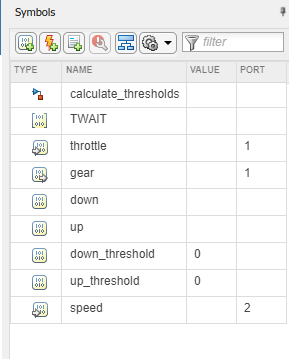 Symbols
filter
TYPE NAME VALUE PORT
calculate_thresholds
TWAIT
throttle 1
gear 1
down
up
down_threshold 0
up_threshold 0
speed 2